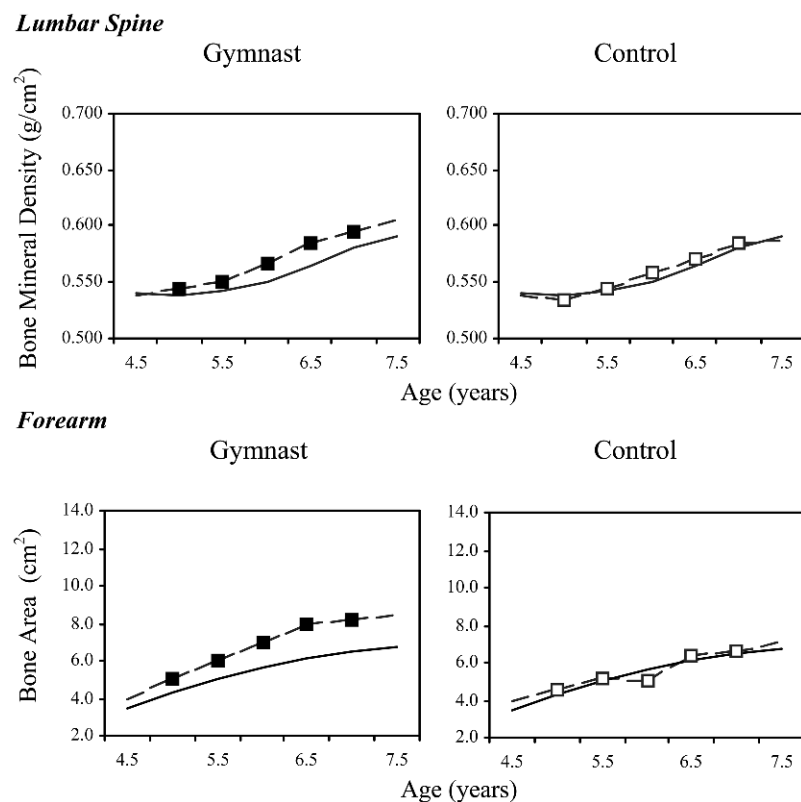 Lumbar Spine
Gymnast
Control
Bone Mineral Density (g/cm²)
0.700
0.650
0.600
0.550
0.500
4.5 5.5 6.5 7.5
0.700
0.650
0.600
0.550
0.500
4.5 5.5 6.5 7.5
Age (years)
Forearm
Gymnast
Control
Bone Area (cm²)
14.0
12.0
10.0
8.0
6.0
4.0
2.0
4.5 5.5 6.5 7.5
14.0
12.0
10.0
8.0
6.0
4.0
2.0
4.5 5.5 6.5 7.5
Age (years)